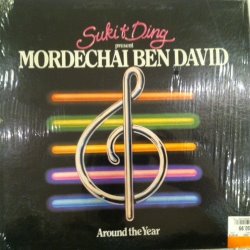 Suki & Ding
present
MORDECHAI BEN DAVID
Around the Year